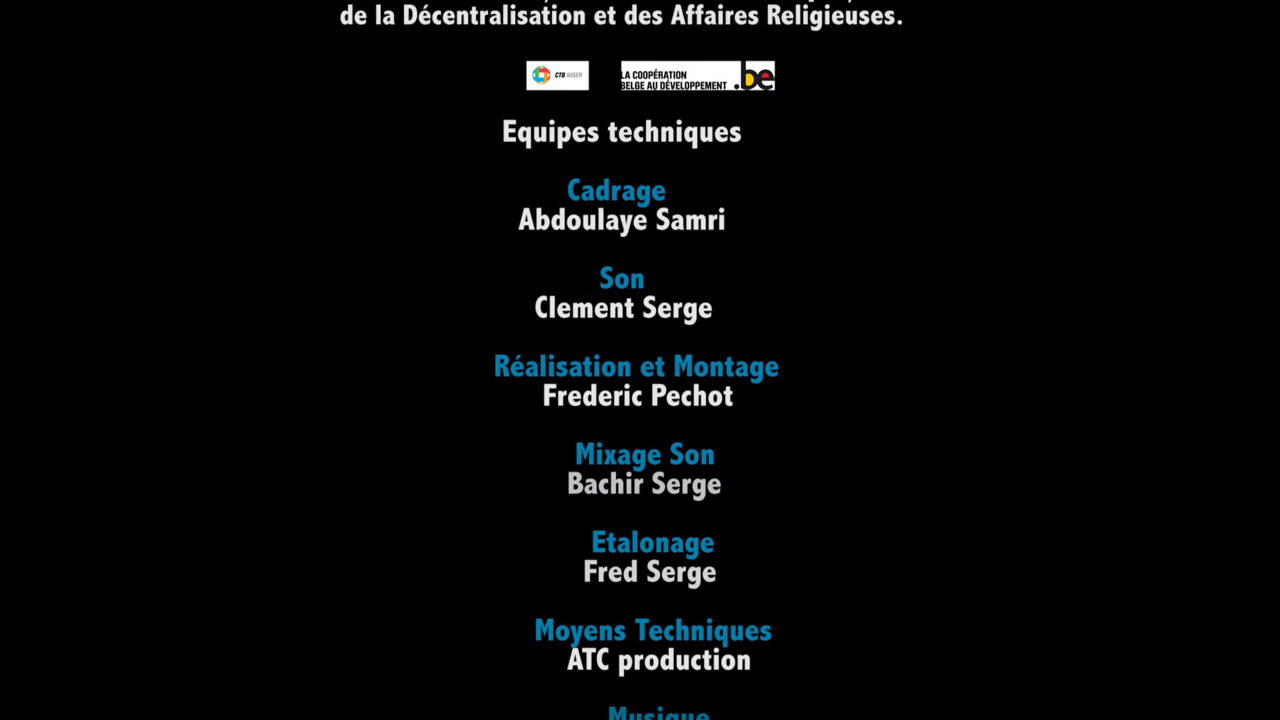 de la Décentralisation et des Affaires Religieuses.
CTB NIGER
LA COOPÉRATION
BELGE AU DÉVELOPPEMENT .be
Equipes techniques
Cadrage
Abdoulaye Samri
Son
Clement Serge
Réalisation et Montage
Frederic Pechot
Mixage Son
Bachir Serge
Etalonage
Fred Serge
Moyens Techniques
ATC production
Musique